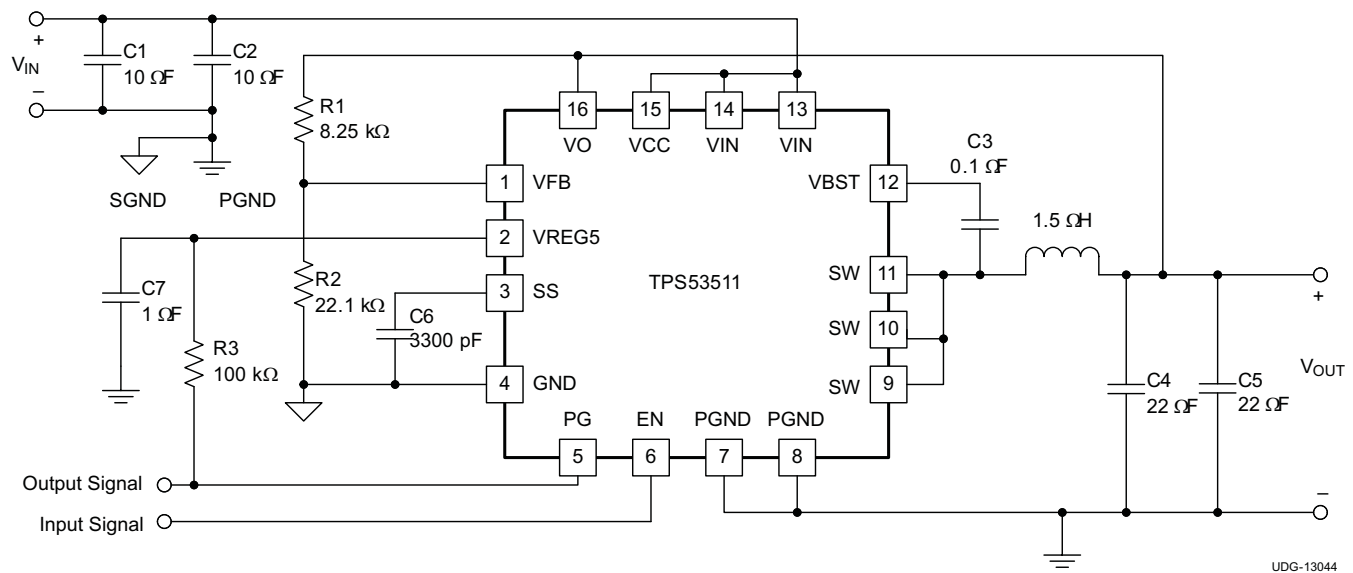 +
VIN
−
C1
10 ΩF
C2
10 ΩF
SGND
PGND
R1
8.25 kΩ
R2
22.1 kΩ
C7
1 ΩF
R3
100 kΩ
C6
3300 pF
16
15
14
13
VO
VCC
VIN
VIN
1
VFB
2
VREG5
3
SS
4
GND
TPS53511
VBST
12
SW
11
SW
10
SW
9
PG
EN
PGND
PGND
5
6
7
8
C3
0.1 ΩF
1.5 ΩH
C4
22 ΩF
C5
22 ΩF
+
VOUT
−
Output Signal
Input Signal
UDG-13044